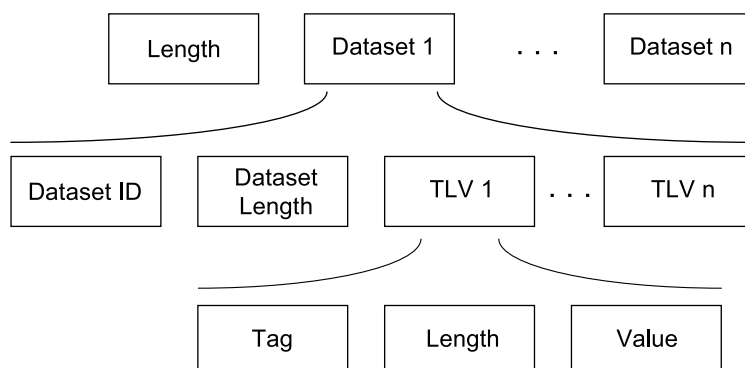 Length Dataset 1 . . . Dataset n
Dataset ID Dataset Length TLV 1 . . . TLV n
Tag Length Value